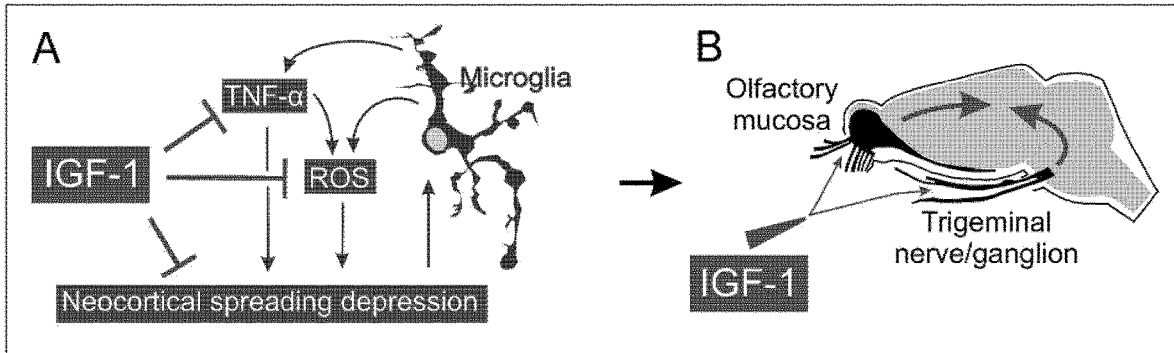 A
TNF-α
Microglia
IGF-1
ROS
Neocortical spreading depression
B
Olfactory
mucosa
Trigeminal
nerve/ganglion
IGF-1